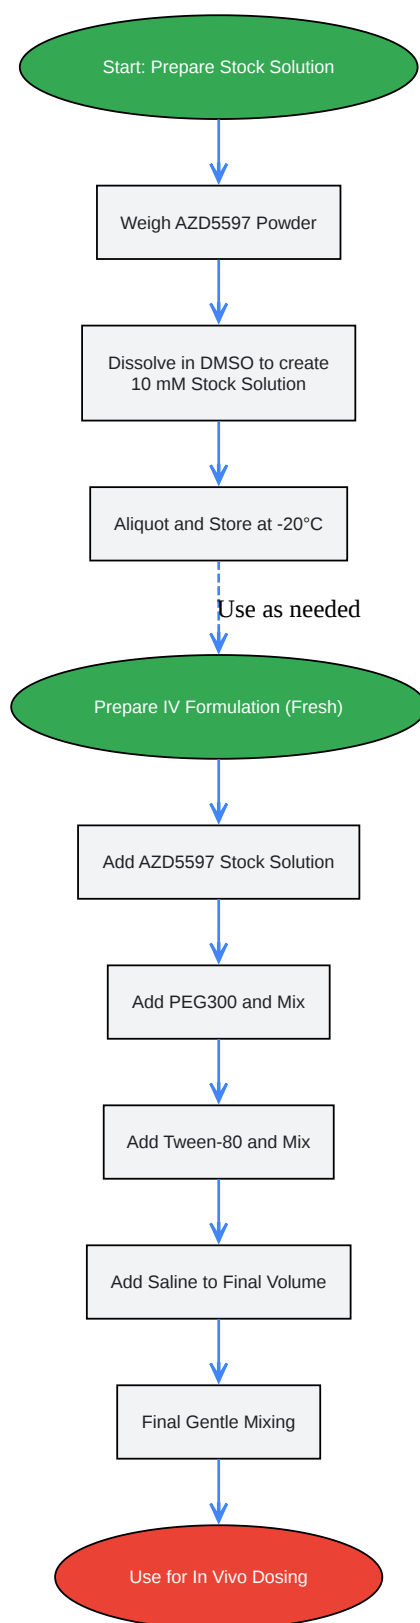 Start: Prepare Stock Solution
Weigh AZD5597 Powder
Dissolve in DMSO to create
10 mM Stock Solution
Aliquot and Store at -20°C
Use as needed
Prepare IV Formulation (Fresh)
Add AZD5597 Stock Solution
Add PEG300 and Mix
Add Tween-80 and Mix
Add Saline to Final Volume
Final Gentle Mixing
Use for In Vivo Dosing